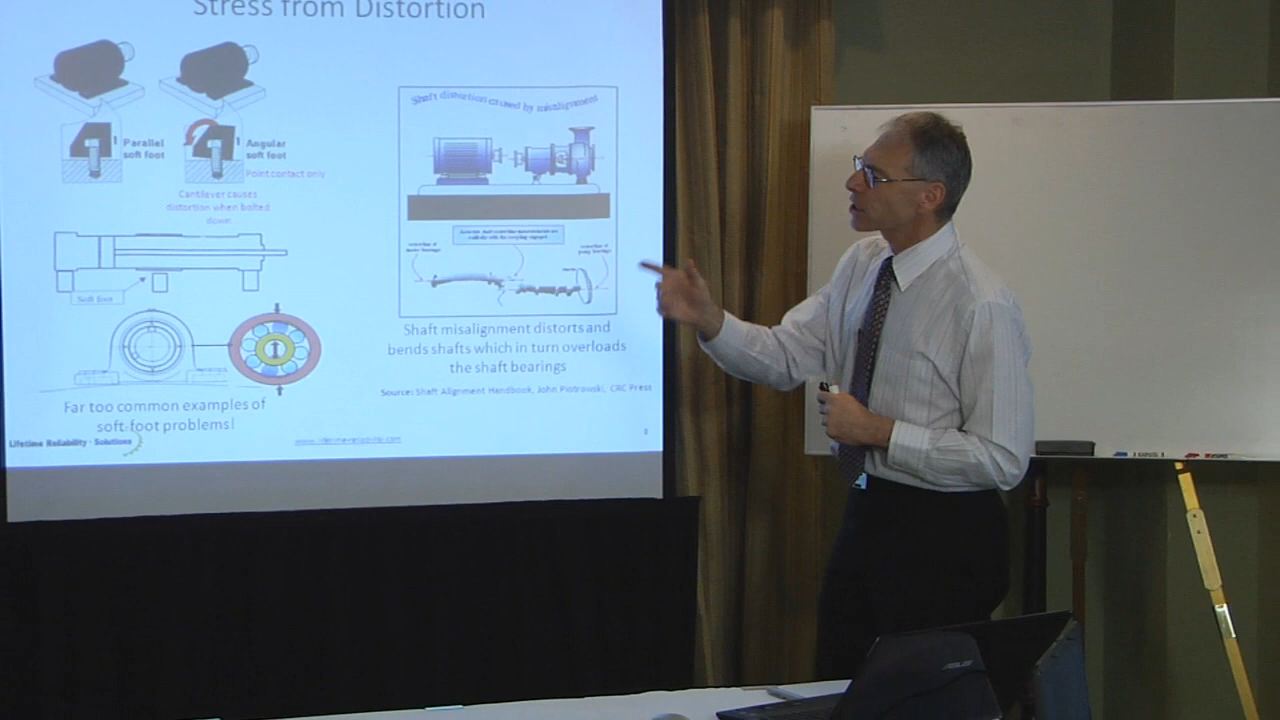 Stress from Distortion
Parallel
soft foot
Angular
soft foot
Point contact only
Cantilever causes
distortion when bolted
down
Soft foot
Far too common examples of
soft-foot problems!
Shaft distortion caused by misalignment
Shaft misalignment distorts and
bends shafts which in turn overloads
the shaft bearings
Source: Shaft Alignment Handbook, John Piotrowski, CRC Press
Lifetime Reliability Solutions
www.lifetime-reliability.com
ASUS